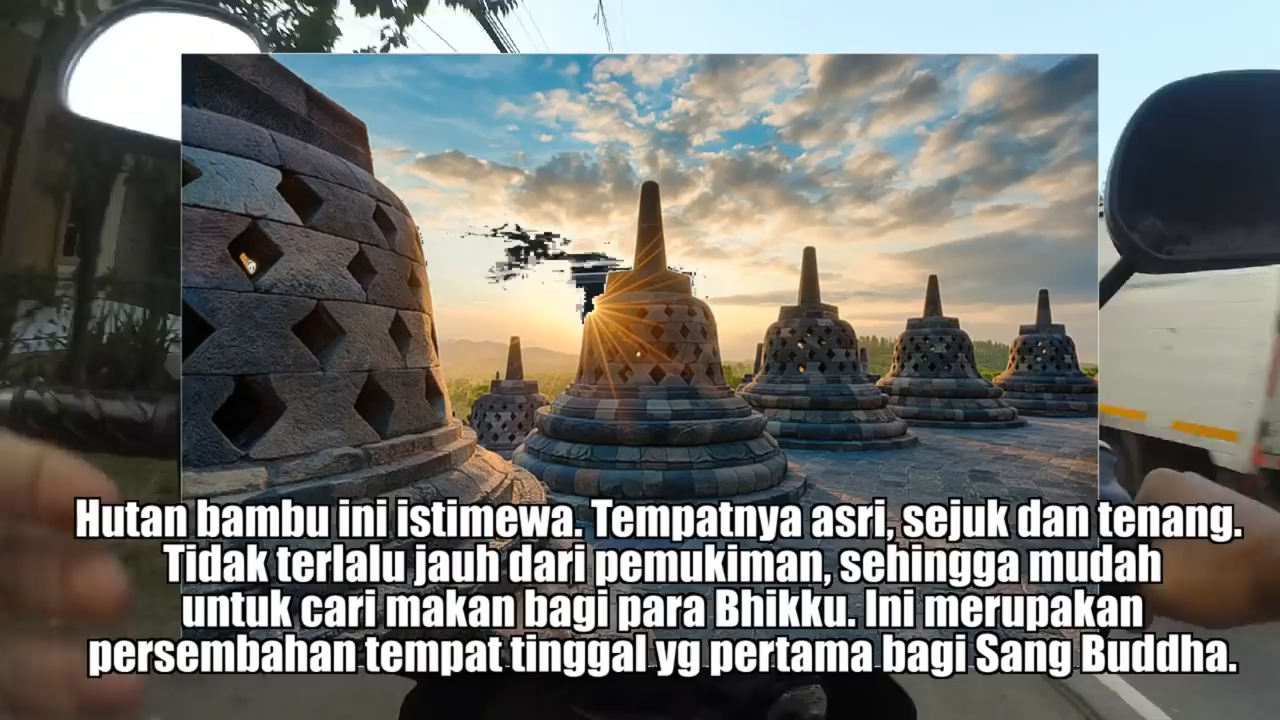 Hutan bambu ini istimewa. Tempatnya asri, sejuk dan tenang.
Tidak terlalu jauh dari pemukiman, sehingga mudah
untuk cari makan bagi para Bhikku. Ini merupakan
persembahan tempat tinggal yg pertama bagi Sang Buddha.